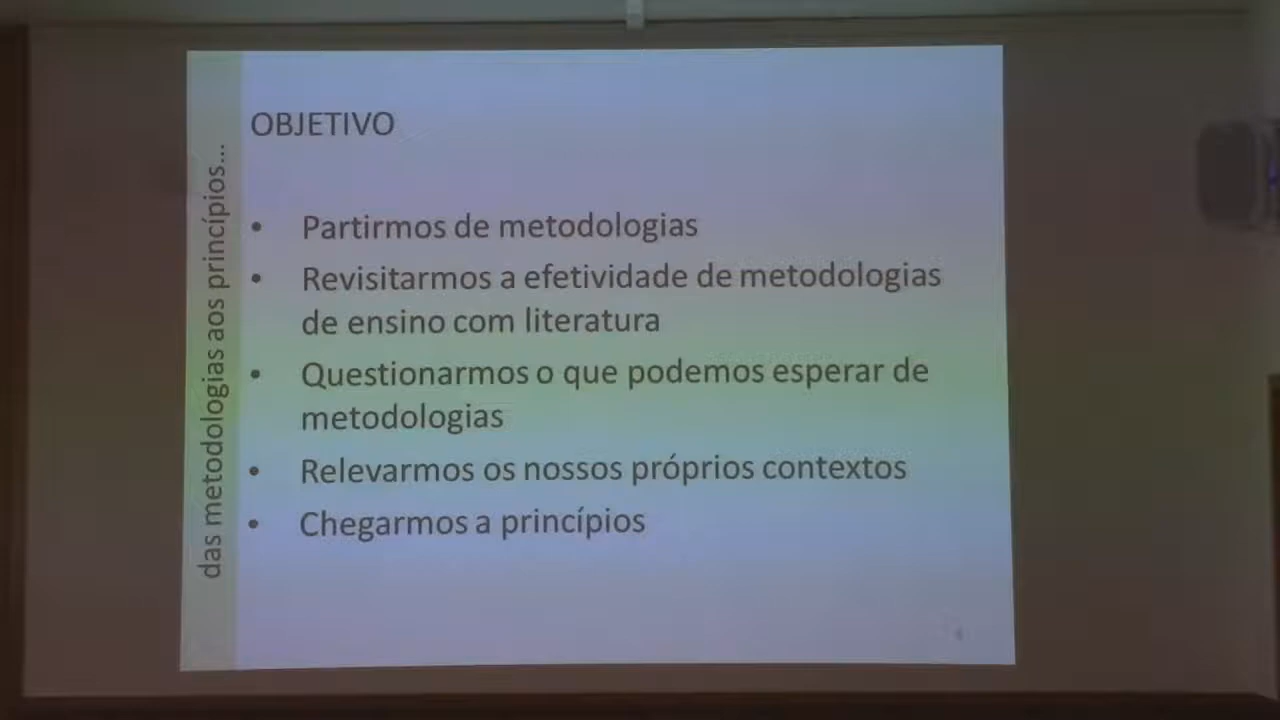 das metodologias aos princípios...
OBJETIVO
• Partirmos de metodologias
• Revisitarmos a efetividade de metodologias
de ensino com literatura
• Questionarmos o que podemos esperar de
metodologias
• Relevarmos os nossos próprios contextos
• Chegarmos a princípios